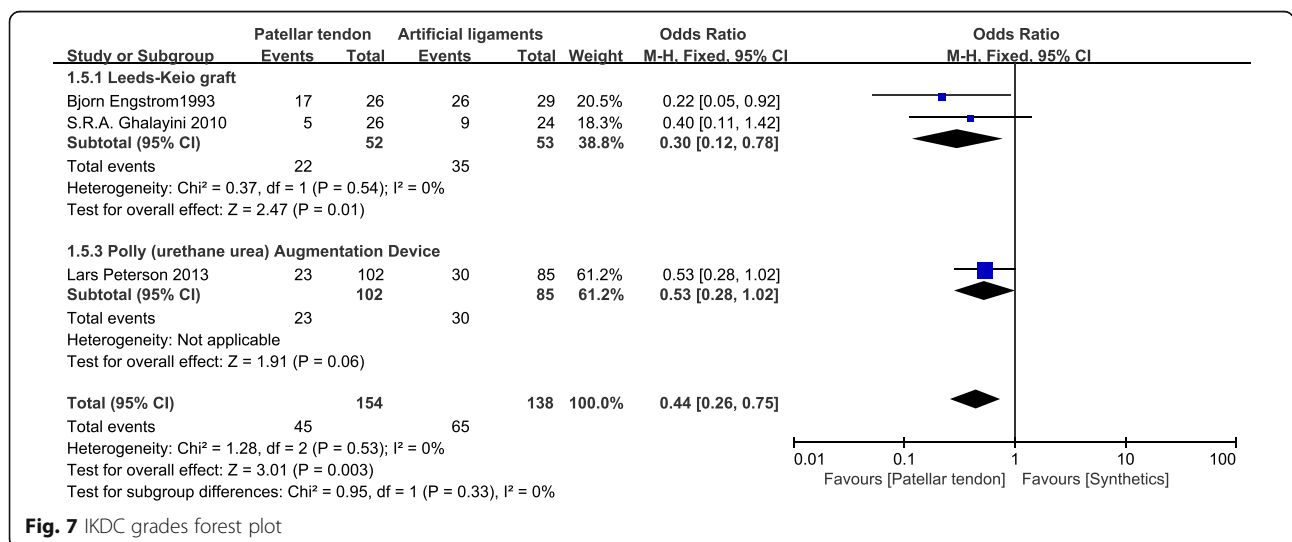 Patellar tendon Artificial ligaments Odds Ratio Odds Ratio
Study or Subgroup Events Total Events Total Weight M-H, Fixed, 95% CI M-H, Fixed, 95% CI
1.5.1 Leeds-Keio graft
Bjorn Engstrom1993 17 26 26 29 20.5% 0.22 [0.05, 0.92]
S.R.A. Ghalayini 2010 5 26 9 24 18.3% 0.40 [0.11, 1.42]
Subtotal (95% CI) 52 53 38.8% 0.30 [0.12, 0.78]
Total events 22 35
Heterogeneity: Chi² = 0.37, df = 1 (P = 0.54); I² = 0%
Test for overall effect: Z = 2.47 (P = 0.01)
1.5.3 Polly (urethane urea) Augmentation Device
Lars Peterson 2013 23 102 30 85 61.2% 0.53 [0.28, 1.02]
Subtotal (95% CI) 102 85 61.2% 0.53 [0.28, 1.02]
Total events 23 30
Heterogeneity: Not applicable
Test for overall effect: Z = 1.91 (P = 0.06)
Total (95% CI) 154 138 100.0% 0.44 [0.26, 0.75]
Total events 45 65
Heterogeneity: Chi² = 1.28, df = 2 (P = 0.53); I² = 0%
Test for overall effect: Z = 3.01 (P = 0.003)
Test for subgroup differences: Chi² = 0.95, df = 1 (P = 0.33), I² = 0%
0.01 0.1 1 10 100
Favours [Patellar tendon] Favours [Synthetics]
Fig. 7 IKDC grades forest plot